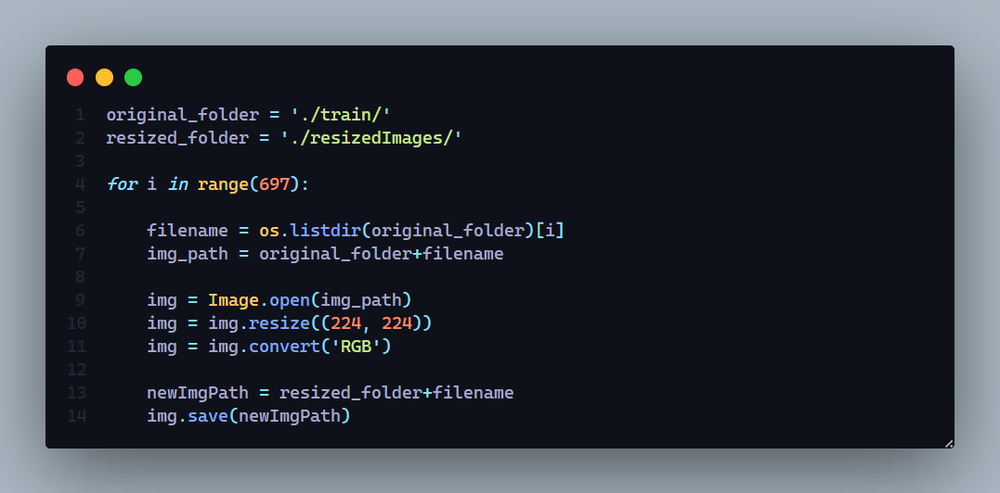 1 original_folder = './train/'
2 resized_folder = './resizedImages/'
3
4 for i in range(697):
5
6     filename = os.listdir(original_folder)[i]
7     img_path = original_folder+filename
8
9     img = Image.open(img_path)
10     img = img.resize((224, 224))
11     img = img.convert('RGB')
12
13     newImgPath = resized_folder+filename
14     img.save(newImgPath)